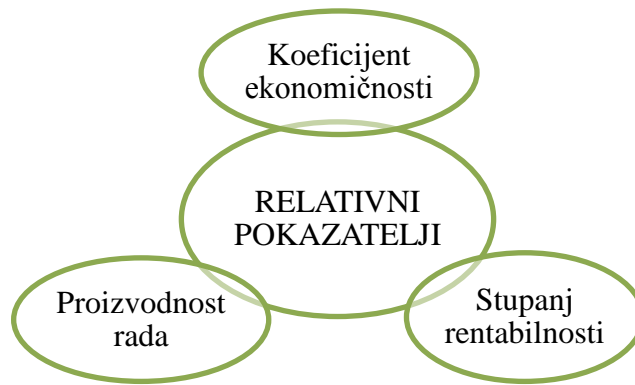 Koeficijent
ekonomičnosti
RELATIVNI
POKAZATELJI
Proizvodnost
rada
Stupanj
rentabilnosti